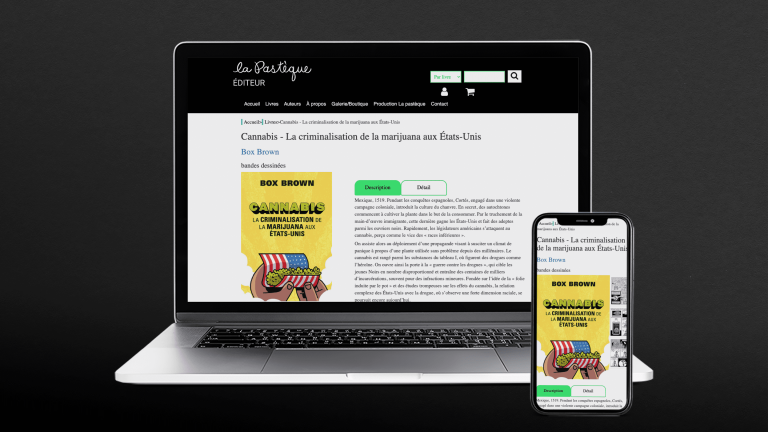 la Pastèque
ÉDITEUR
Par livre
Accueil Livres Auteurs À propos Galerie/Boutique Production La pastèque Contact
Accueil Livres Cannabis - La criminalisation de la marijuana aux États-Unis
Cannabis - La criminalisation de la marijuana aux États-Unis
Box Brown
bandes dessinées
BOX BROWN
CANNABIS
LA CRIMINALISATION DE
LA MARIJUANA AUX
ÉTATS-UNIS
Description Détail
Mexique, 1519. Pendant les conquêtes espagnoles, Cortés, engagé dans une violente
campagne coloniale, introduit la culture du chanvre. En secret, des autochtones
commencent à cultiver la plante dans le but de la consommer. Par le truchement de la
main-d'œuvre immigrante, cette dernière gagne les États-Unis et fait des adeptes
parmi les ouvriers noirs. Rapidement, les législateurs américains s'attaquent au
cannabis, perçu comme le vice des « races inférieures ».
On assiste alors au déploiement d'une propagande visant à susciter un climat de
panique à propos d'une plante utilisée sans problème depuis des millénaires. Le
cannabis est rangé parmi les substances du tableau I, où figurent des drogues comme
l'héroïne. On ouvre ainsi la porte à la « guerre contre les drogues », qui cible les
jeunes Noirs en nombre disproportionné et entraîne des centaines de milliers
d'incarcérations, souvent pour des infractions mineures. Fondée sur l'idée de la « folie
induite par le pot » et des études trompeuses sur les effets du cannabis, la relation
complexe des États-Unis avec la drogue, où s'observe une forte dimension raciale, se
poursuit encore aujourd'hui.
Accueil Livres
Cannabis - La criminalisation
de la marijuana aux États-Unis
Box Brown
bandes dessinées
BOX BROWN
CANNABIS
LA CRIMINALISATION DE
LA MARIJUANA AUX
ÉTATS-UNIS
Description Détail
Mexique, 1519. Pendant les conquêtes espagnoles, Cortés,
engagé dans une violente campagne coloniale, introduit la